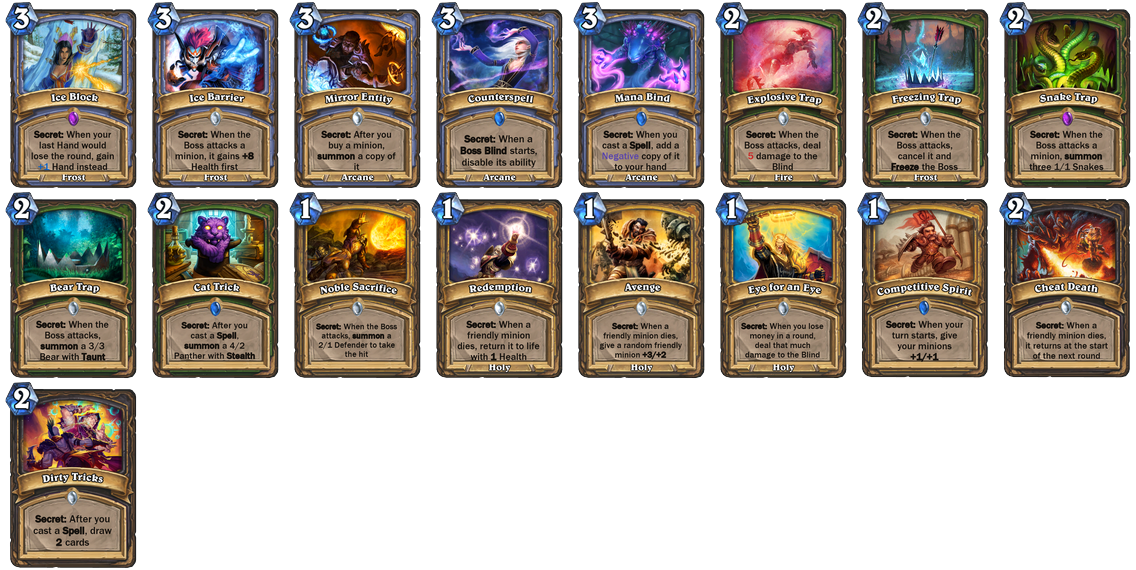 3
Ice Block
Secret: When your
last Hand would
lose the round, gain
+1 Hand instead
Frost
3
Ice Barrier
Secret: When the
Boss attacks a
minion, it gains +8
Health first
Frost
3
Mirror Entity
Secret: After you
buy a minion,
summon a copy of
it
Arcane
3
Counterspell
Secret: When a
Boss Blind starts,
disable its ability
Arcane
3
Mana Bind
Secret: When you
cast a Spell, add a
Negative copy of it
to your hand
Arcane
2
Explosive Trap
Secret: When the
Boss attacks, deal
5 damage to the
Blind
Fire
2
Freezing Trap
Secret: When the
Boss attacks,
cancel it and
Freeze the Boss
Frost
2
Snake Trap
Secret: When the
Boss attacks a
minion, summon
three 1/1 Snakes
2
Bear Trap
Secret: When the
Boss attacks,
summon a 3/3
Bear with Taunt
2
Cat Trick
Secret: After you
cast a Spell,
summon a 4/2
Panther with Stealth
1
Noble Sacrifice
Secret: When the Boss
attacks, summon a
2/1 Defender to take
the hit
1
Redemption
Secret: When a
friendly minion
dies, return it to life
with 1 Health
Holy
1
Avenge
Secret: When a
friendly minion dies,
give a random friendly
minion +3/+2
Holy
1
Eye for an Eye
Secret: When you lose
money in a round,
deal that much
damage to the Blind
Holy
1
Competitive Spirit
Secret: When your
turn starts, give
your minions
+1/+1
2
Cheat Death
Secret: When a
friendly minion dies,
it returns at the start
of the next round
2
Dirty Tricks
Secret: After you
cast a Spell, draw
2 cards